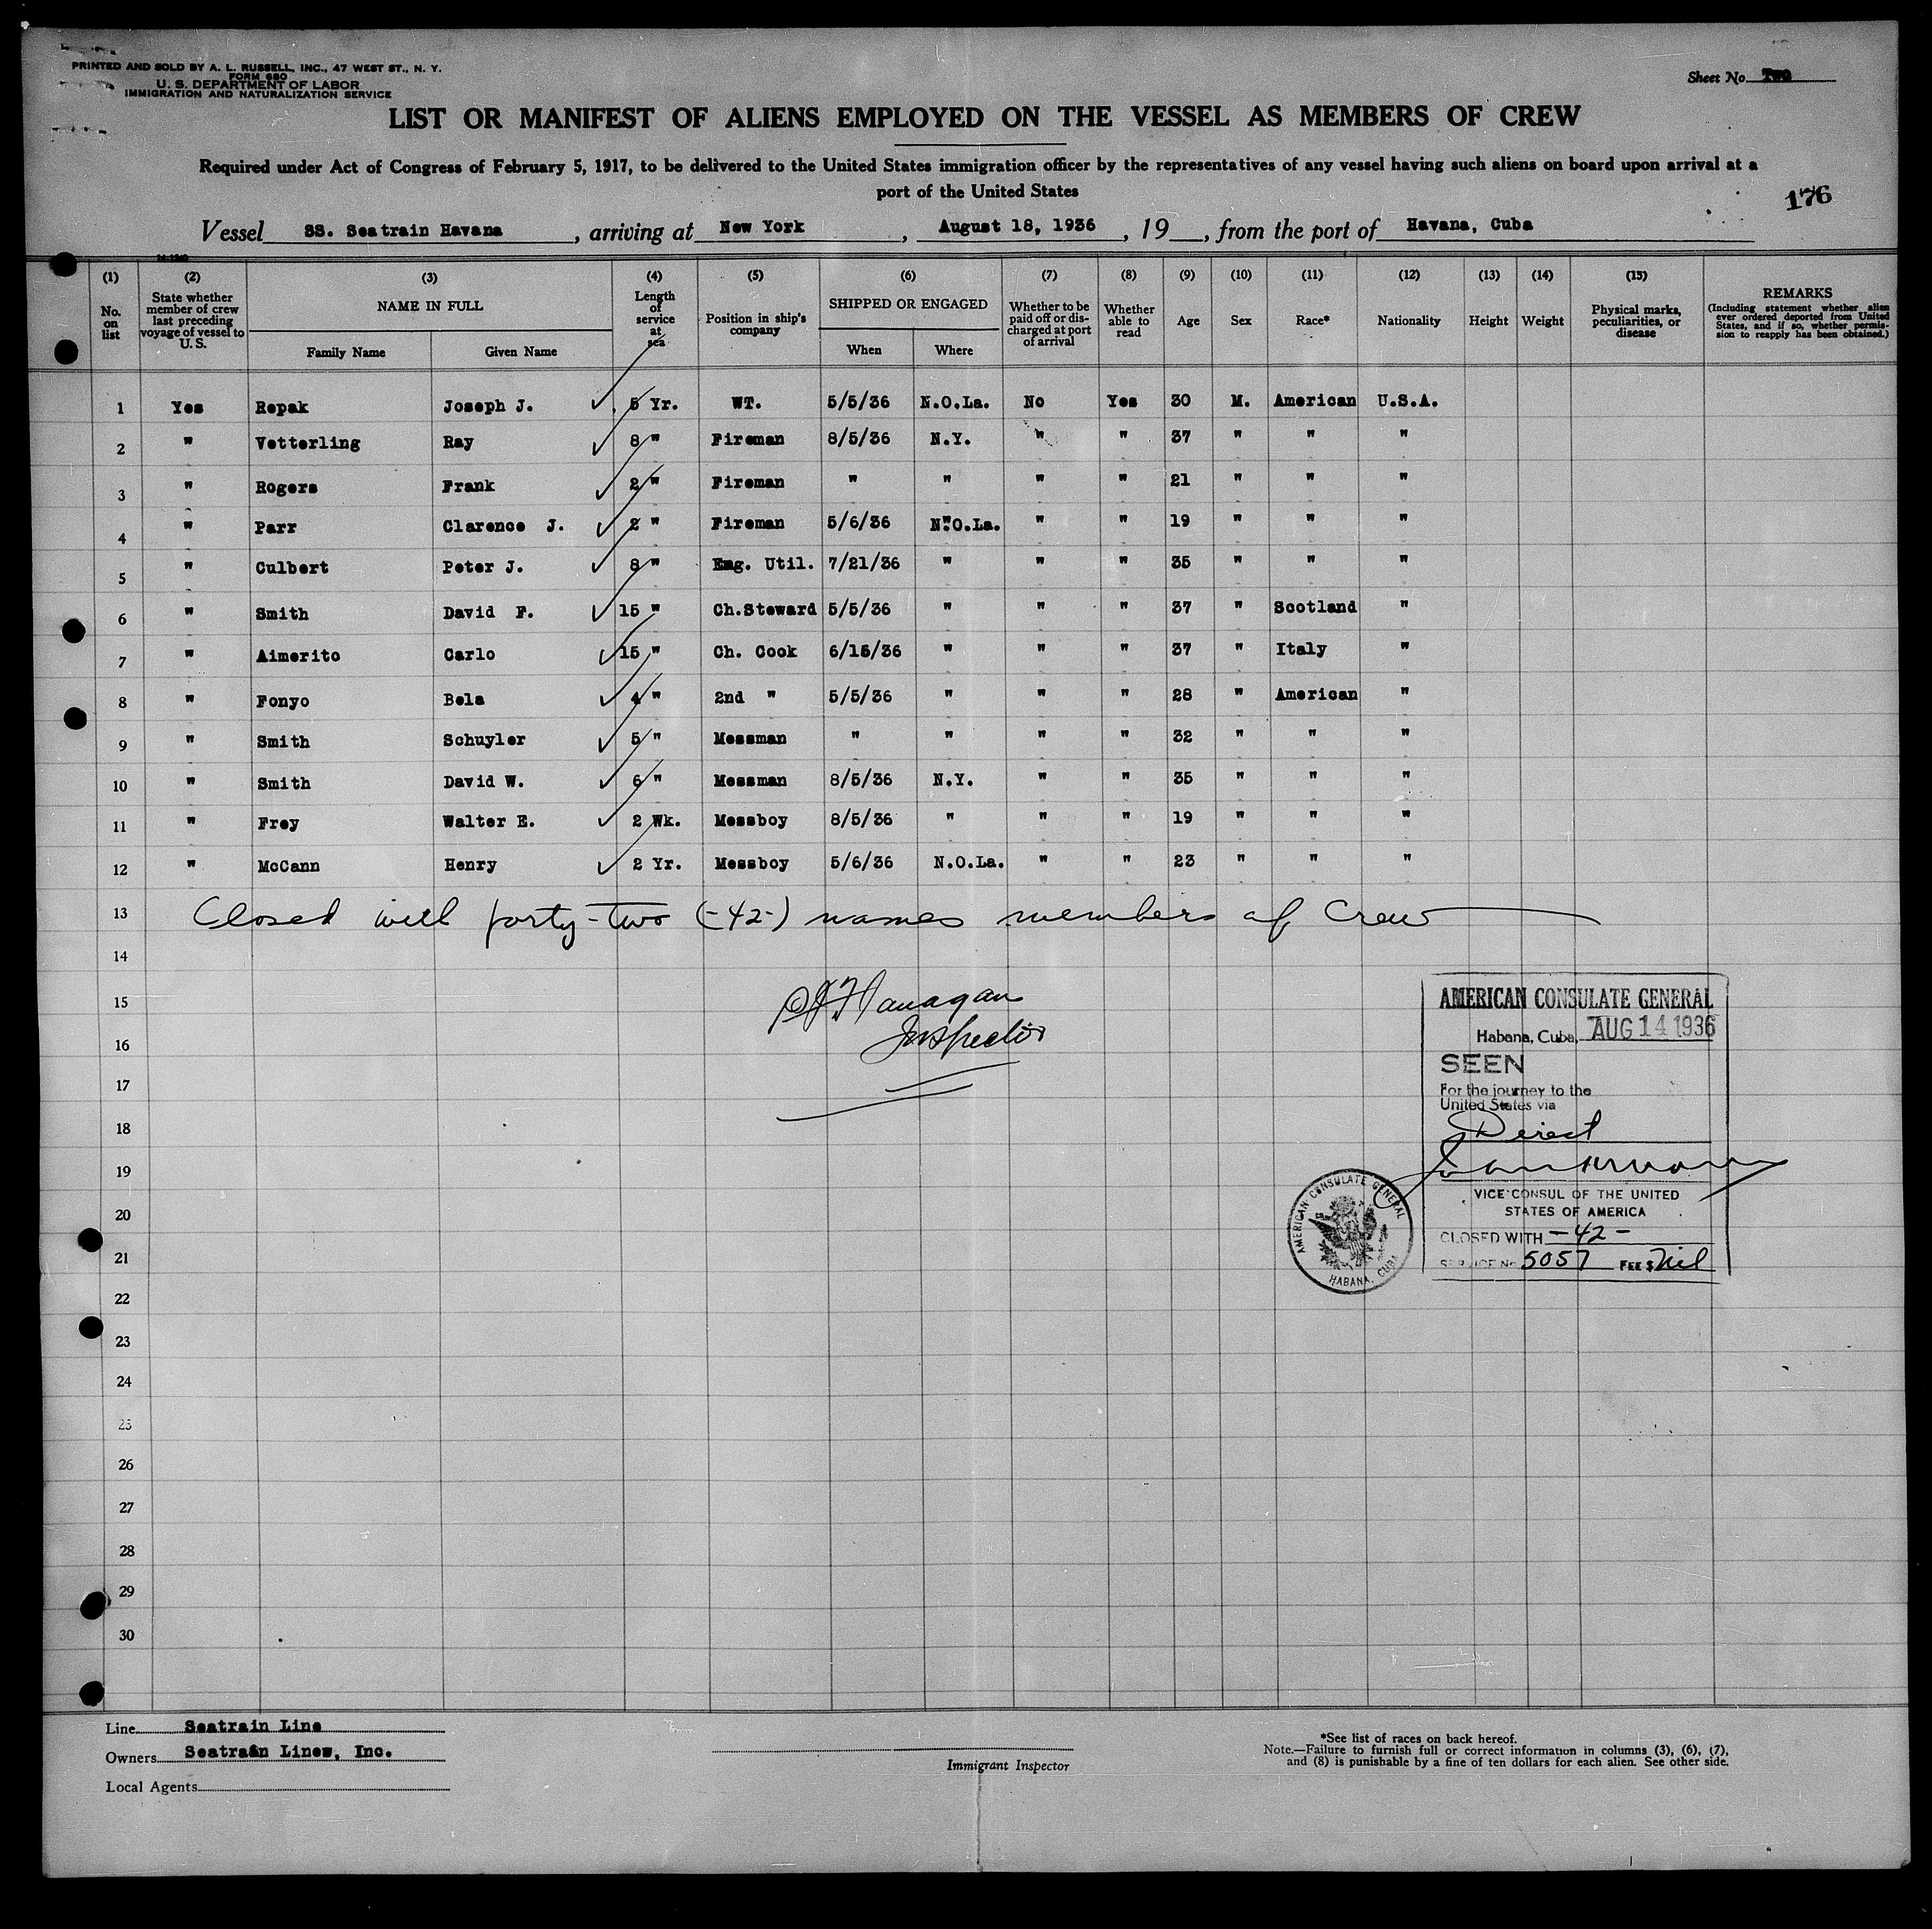 PRINTED AND SOLD BY A. L. RUSSELL, INC., 47 WEST ST., N. Y.
FORM 680
U. S. DEPARTMENT OF LABOR
IMMIGRATION AND NATURALIZATION SERVICE
Sheet No. Two
LIST OR MANIFEST OF ALIENS EMPLOYED ON THE VESSEL AS MEMBERS OF CREW
Required under Act of Congress of February 5, 1917, to be delivered to the United States immigration officer by the representatives of any vessel having such aliens on board upon arrival at a
port of the United States
176
Vessel SS. Seatrain Havana, arriving at New York, August 18, 1936, 19__, from the port of Havana, Cuba
(1) (2) (3) (4) (5) (6) (7) (8) (9) (10) (11) (12) (13) (14) (15)
No. on list
State whether member of crew last preceding voyage of vessel to U. S.
NAME IN FULL
Family Name
Given Name
Length of service at sea
Position in ship's company
SHIPPED OR ENGAGED
When
Where
Whether to be paid off or discharged at port of arrival
Whether able to read
Age
Sex
Race*
Nationality
Height
Weight
Physical marks, peculiarities, or disease
REMARKS
(Including statement whether alien ever ordered deported from United States, and if so, whether permission to reapply has been obtained.)
1 Yes Repak Joseph J. 5 Yr. WT. 5/5/36 N.O.La. No Yes 30 M. American U.S.A.
2 " Vetterling Ray 8 " Fireman 8/5/36 N.Y. " " 37 " " "
3 " Rogers Frank 2 " Fireman " " " " 21 " " "
4 " Parr Clarence J. 2 " Fireman 5/6/36 N.O.La. " " 19 " " "
5 " Culbert Peter J. 8 " Eng. Util. 7/21/36 " " " 35 " " "
6 " Smith David F. 15 " Ch.Steward 5/5/36 " " " 37 " Scotland "
7 " Aimerito Carlo 15 " Ch. Cook 6/15/36 " " " 37 " Italy "
8 " Fonyo Bela 4 " 2nd " 5/5/36 " " " 28 " American "
9 " Smith Schuyler 5 " Messman " " " " 32 " " "
10 " Smith David W. 6 " Messman 8/5/36 N.Y. " " 35 " " "
11 " Frey Walter E. 2 Wk. Messboy 8/5/36 " " " 19 " " "
12 " McCann Henry 2 Yr. Messboy 5/6/36 N.O.La. " " 23 " " "
13 Closed with forty-two (-42-) names members of Crew
14
15 Flanagan
16 Inspector
17
18
19
20
21
22
23
24
25
26
27
28
29
30
AMERICAN CONSULATE GENERAL
Habana, Cuba, AUG 14 1936
SEEN
For the journey to the
United States via
Direct
VICE CONSUL OF THE UNITED
STATES OF AMERICA
CLOSED WITH -42-
SERVICE No. 5057 FEE $ Nil
AMERICAN CONSULATE GENERAL
HABANA, CUBA
Line Seatrain Line
Owners Seatrain Lines, Inc.
Local Agents
Immigrant Inspector
*See list of races on back hereof.
Note.—Failure to furnish full or correct information in columns (3), (6), (7),
and (8) is punishable by a fine of ten dollars for each alien. See other side.